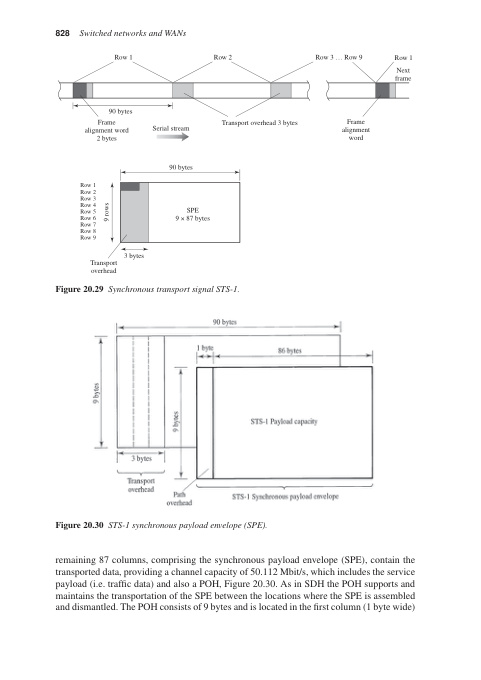 828 Switched networks and WANs
Row 1
Row 2
Row 3 … Row 9
Row 1
Next
frame
90 bytes
Frame
alignment word
2 bytes
Serial stream
Transport overhead 3 bytes
Frame
alignment
word
90 bytes
Row 1
Row 2
Row 3
Row 4
Row 5
Row 6
Row 7
Row 8
Row 9
9 rows
SPE
9 × 87 bytes
3 bytes
Transport
overhead
Figure 20.29 Synchronous transport signal STS-1.
90 bytes
1 byte
86 bytes
9 bytes
9 bytes
STS-1 Payload capacity
3 bytes
Transport
overhead
Path
overhead
STS-1 Synchronous payload envelope
Figure 20.30 STS-1 synchronous payload envelope (SPE).
remaining 87 columns, comprising the synchronous payload envelope (SPE), contain the
transported data, providing a channel capacity of 50.112 Mbit/s, which includes the service
payload (i.e. traffic data) and also a POH, Figure 20.30. As in SDH the POH supports and
maintains the transportation of the SPE between the locations where the SPE is assembled
and dismantled. The POH consists of 9 bytes and is located in the first column (1 byte wide)